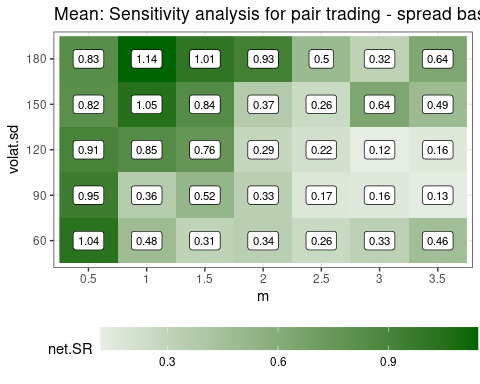 Mean: Sensitivity analysis for pair trading - spread
volat.sd
180 0.83 1.14 1.01 0.93 0.5 0.32 0.64
150 0.82 1.05 0.84 0.37 0.26 0.64 0.49
120 0.91 0.85 0.76 0.29 0.22 0.12 0.16
90 0.95 0.36 0.52 0.33 0.17 0.16 0.13
60 1.04 0.48 0.31 0.34 0.26 0.33 0.46
0.5 1 1.5 2 2.5 3 3.5
m
net.SR
0.3 0.6 0.9